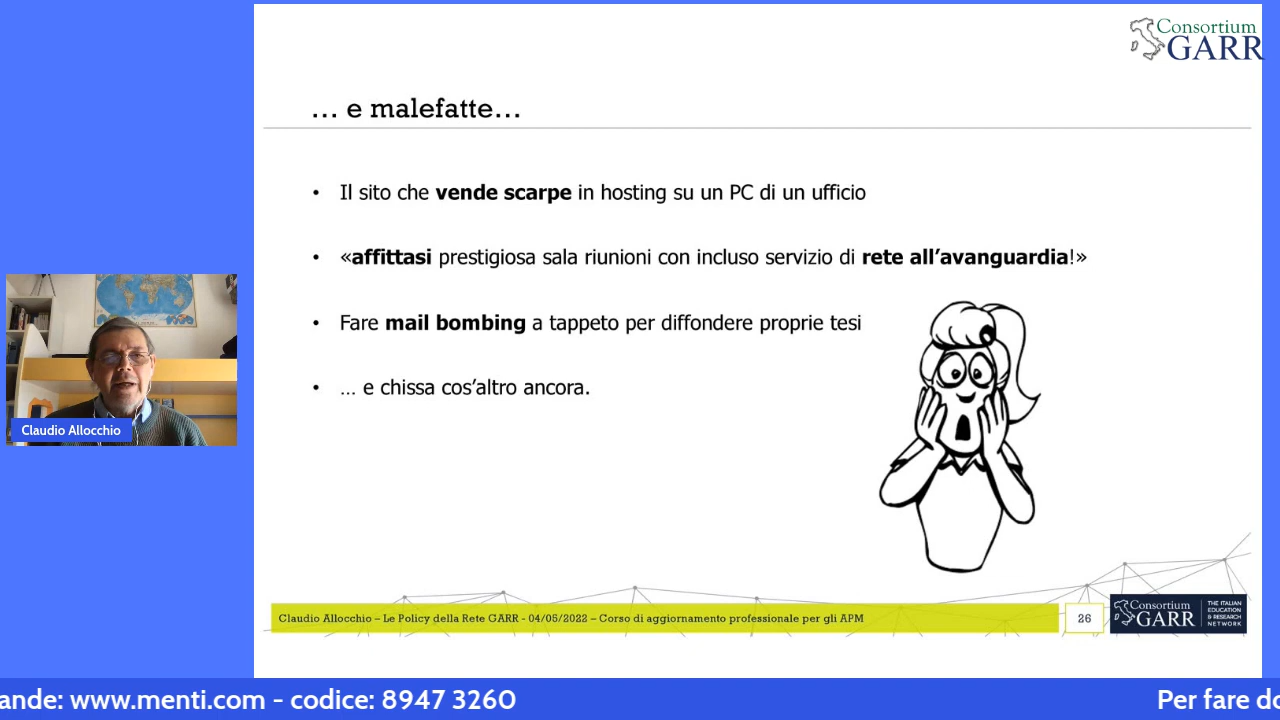 Consortium
GARR
… e malefatte…
• Il sito che vende scarpe in hosting su un PC di un ufficio
• «affittasi prestigiosa sala riunioni con incluso servizio di rete all’avanguardia!»
• Fare mail bombing a tappeto per diffondere proprie tesi
• … e chissa cos’altro ancora.
Claudio Allocchio
Claudio Allocchio – Le Policy della Rete GARR - 04/05/2022 – Corso di aggiornamento professionale per gli APM
26
Consortium
GARR
THE ITALIAN
EDUCATION
& RESEARCH
NETWORK
ande: www.menti.com - codice: 8947 3260
Per fare do